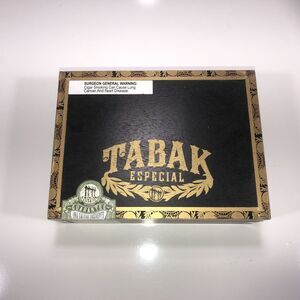 SURGEON GENERAL WARNING:
Cigar Smoking Can Cause Lung
Cancer And Heart Disease.
TABAK
ESPECIAL